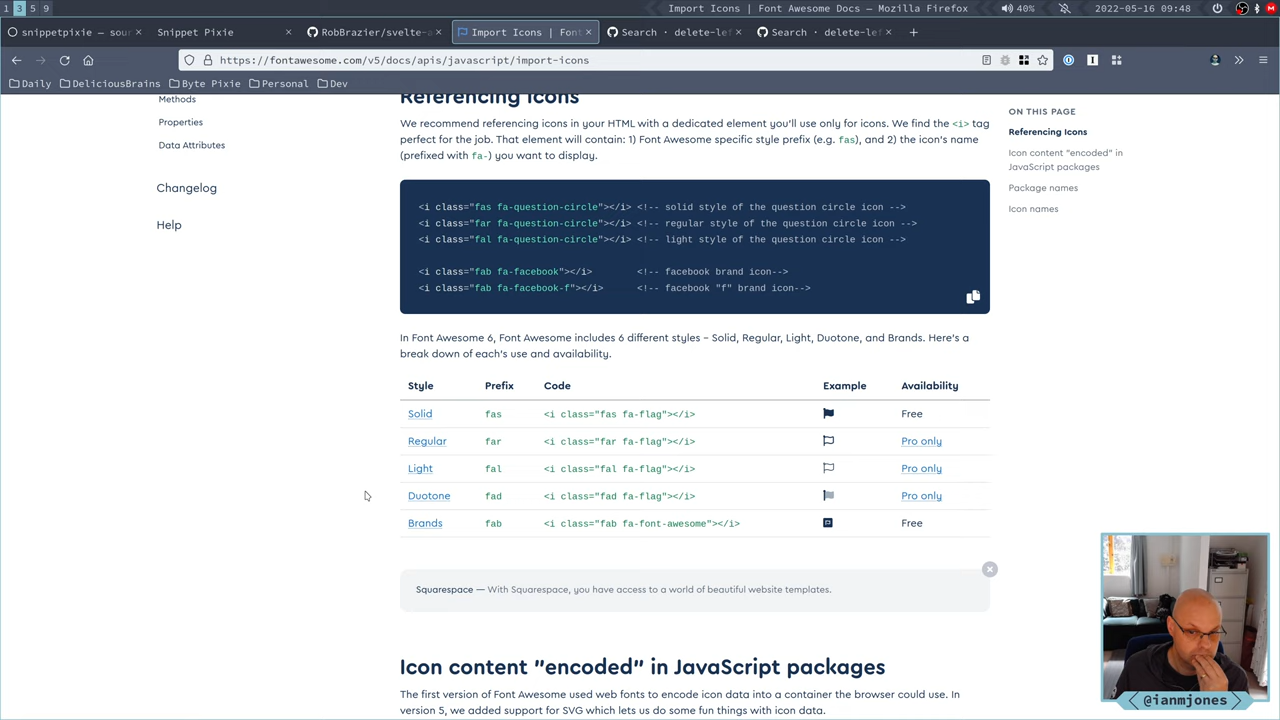 1 3 5 9
Import Icons | Font Awesome Docs — Mozilla Firefox
40%
2022-05-16 09:48
snippetpixie — sour
Snippet Pixie
RobBrazier/svelte-a
Import Icons | Font
Search · delete-lef
Search · delete-lef
https://fontawesome.com/v5/docs/apis/javascript/import-icons
Daily
DeliciousBrains
Byte Pixie
Personal
Dev
Methods
Properties
Data Attributes
Changelog
Help
Referencing Icons
We recommend referencing icons in your HTML with a dedicated element you'll use only for icons. We find the <i> tag
perfect for the job. That element will contain: 1) Font Awesome specific style prefix (e.g. fas), and 2) the icon's name
(prefixed with fa-) you want to display.
<i class="fas fa-question-circle"></i> <!-- solid style of the question circle icon -->
<i class="far fa-question-circle"></i> <!-- regular style of the question circle icon -->
<i class="fal fa-question-circle"></i> <!-- light style of the question circle icon -->
<i class="fab fa-facebook"></i> <!-- facebook brand icon-->
<i class="fab fa-facebook-f"></i> <!-- facebook "f" brand icon-->
In Font Awesome 6, Font Awesome includes 6 different styles – Solid, Regular, Light, Duotone, and Brands. Here's a
break down of each's use and availability.
Style Prefix Code Example Availability
Solid fas <i class="fas fa-flag"></i> Free
Regular far <i class="far fa-flag"></i> Pro only
Light fal <i class="fal fa-flag"></i> Pro only
Duotone fad <i class="fad fa-flag"></i> Pro only
Brands fab <i class="fab fa-font-awesome"></i> Free
Squarespace — With Squarespace, you have access to a world of beautiful website templates.
Icon content "encoded" in JavaScript packages
The first version of Font Awesome used web fonts to encode icon data into a container the browser could use. In
version 5, we added support for SVG which lets us do some fun things with icon data.
ON THIS PAGE
Referencing Icons
Icon content "encoded" in
JavaScript packages
Package names
Icon names
@ianmjones